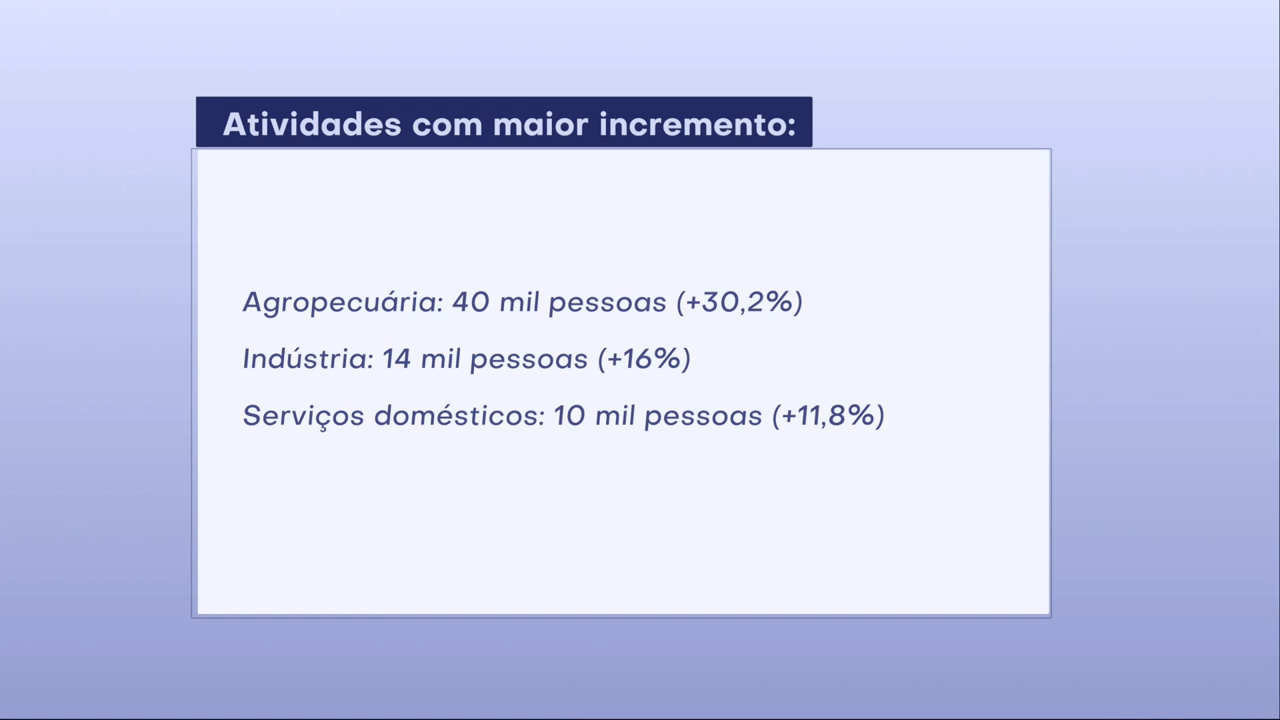 Atividades com maior incremento:
Agropecuária: 40 mil pessoas (+30,2%)
Indústria: 14 mil pessoas (+16%)
Serviços domésticos: 10 mil pessoas (+11,8%)